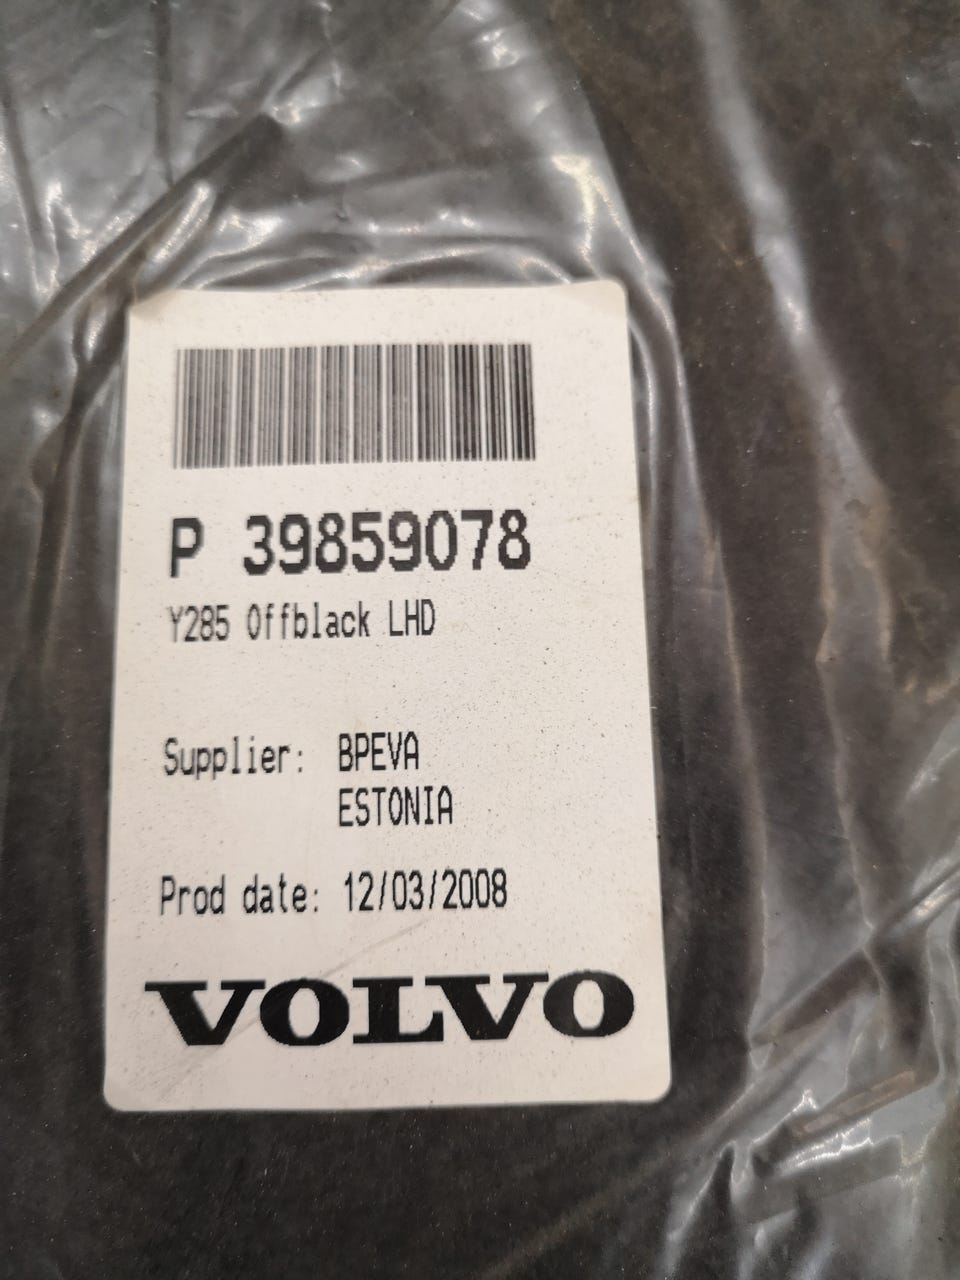 P 39859078
Y285 Offblack LHD
Supplier: BPEVA
ESTONIA
Prod date: 12/03/2008
VOLVO